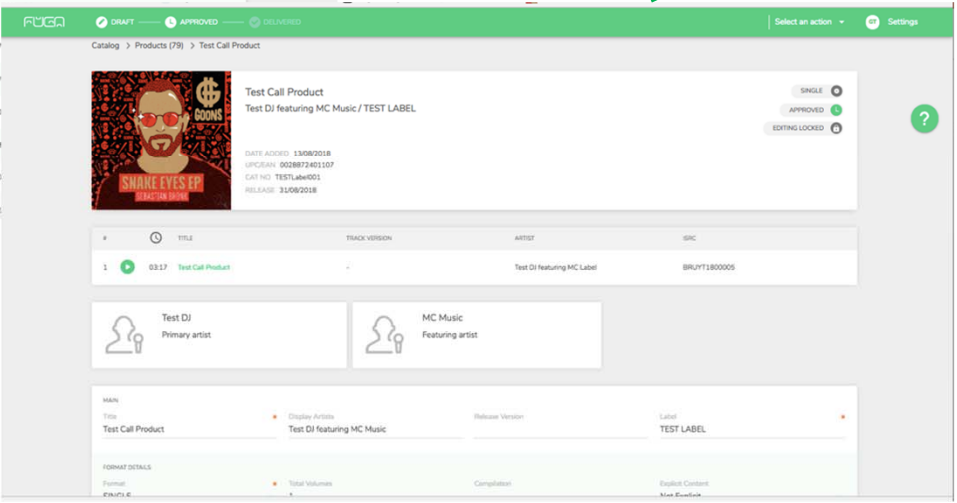 FUGA DRAFT APPROVED DELIVERED Select an action GT Settings
Catalog > Products (79) > Test Call Product
GOONS
SNAKE EYES EP
Test Call Product
Test DJ featuring MC Music / TEST LABEL
SINGLE
APPROVED
EDITING LOCKED
?
DATE ADDED 13/08/2018
UPC/EAN 0028872401107
CAT NO TESTLabel001
RELEASE 31/08/2018
# TITLE TRACK VERSION ARTIST ISRC
1 03:17 Test Call Product - Test DJ featuring MC Label BRUYT1800005
Test DJ
Primary artist
MC Music
Featuring artist
MAIN
Title * Display Artists Release Version Label *
Test Call Product Test DJ featuring MC Music TEST LABEL
FORMAT DETAILS
Format * Total Volumes Compilation Explicit Content
SINGLE 1 Not Explicit